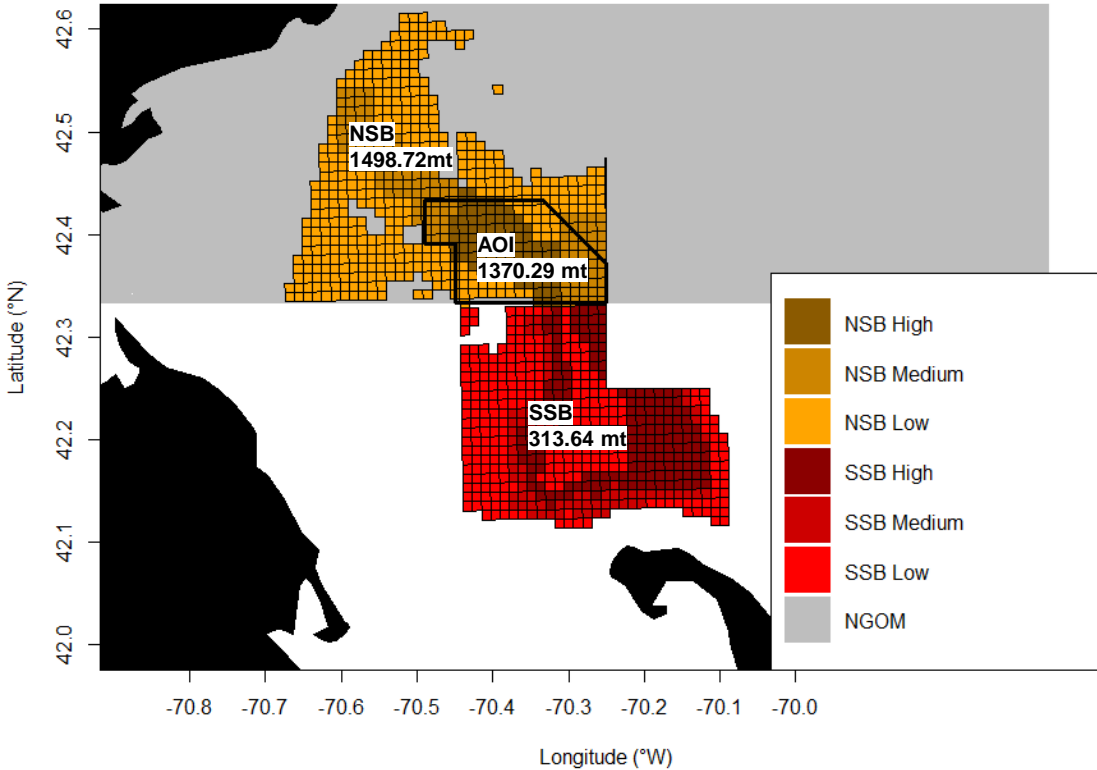 42.6
42.5
42.4
42.3
42.2
42.1
42.0
Latitude (°N)
NSB
1498.72mt
AOI
1370.29 mt
SSB
313.64 mt
NSB High
NSB Medium
NSB Low
SSB High
SSB Medium
SSB Low
NGOM
-70.8
-70.7
-70.6
-70.5
-70.4
-70.3
-70.2
-70.1
-70.0
Longitude (°W)